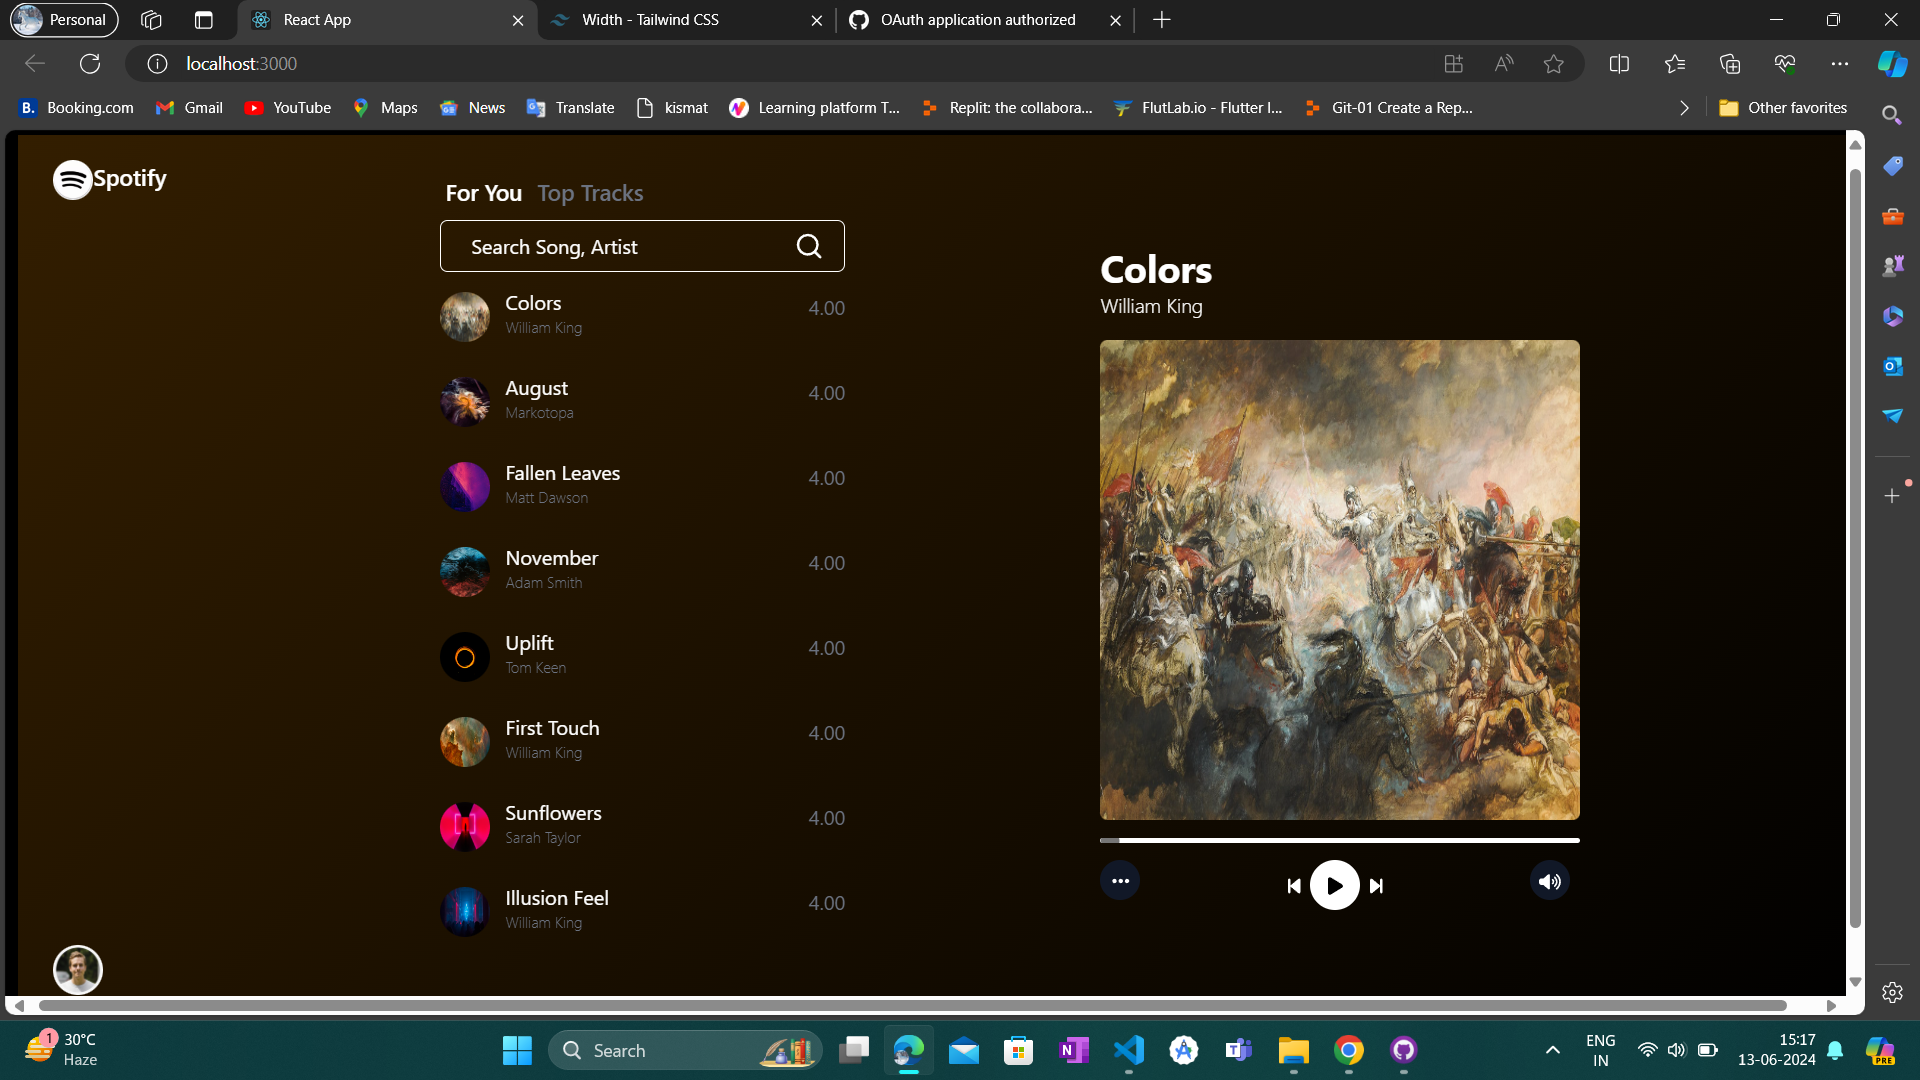 Personal
React App
Width - Tailwind CSS
OAuth application authorized
localhost:3000
B. Booking.com
Gmail
YouTube
Maps
News
Translate
kismat
Learning platform T...
Replit: the collabora...
FlutLab.io - Flutter I...
Git-01 Create a Rep...
Other favorites
Spotify
For You Top Tracks
Search Song, Artist
Colors 4.00
William King
August 4.00
Markotopa
Fallen Leaves 4.00
Matt Dawson
November 4.00
Adam Smith
Uplift 4.00
Tom Keen
First Touch 4.00
William King
Sunflowers 4.00
Sarah Taylor
Illusion Feel 4.00
William King
Colors
William King
1
30°C
Haze
Search
ENG
IN
15:17
13-06-2024
PRE